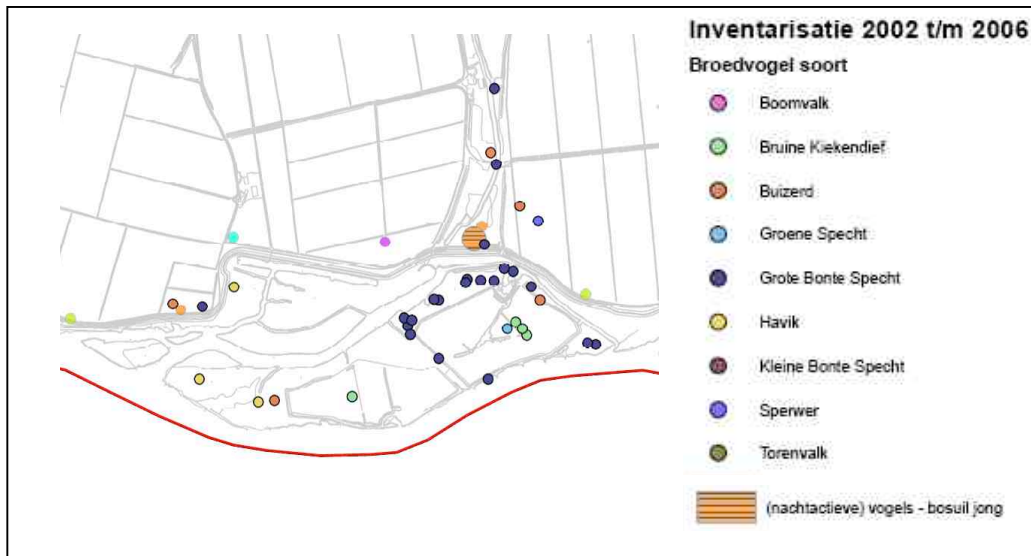 Inventarisatie 2002 t/m 2006
Broedvogel soort
Boomvalk
Bruine Kiekendief
Buizerd
Groene Specht
Grote Bonte Specht
Havik
Kleine Bonte Specht
Sperwer
Torenvalk
(nachtactieve) vogels - bosuil jong